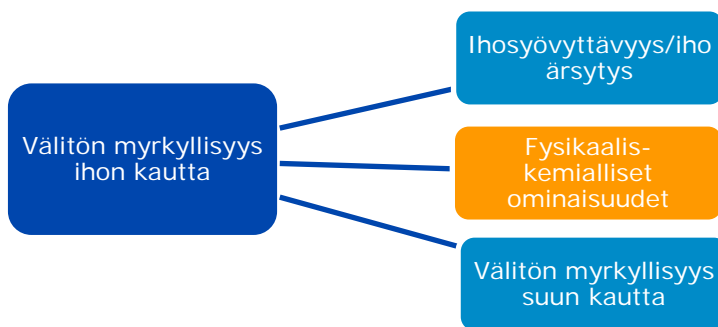 Välitön myrkyllisyys
ihon kautta
Ihosyövyttävyys/iho
ärsytys
Fysikaalis-
kemialliset
ominaisuudet
Välitön myrkyllisyys
suun kautta